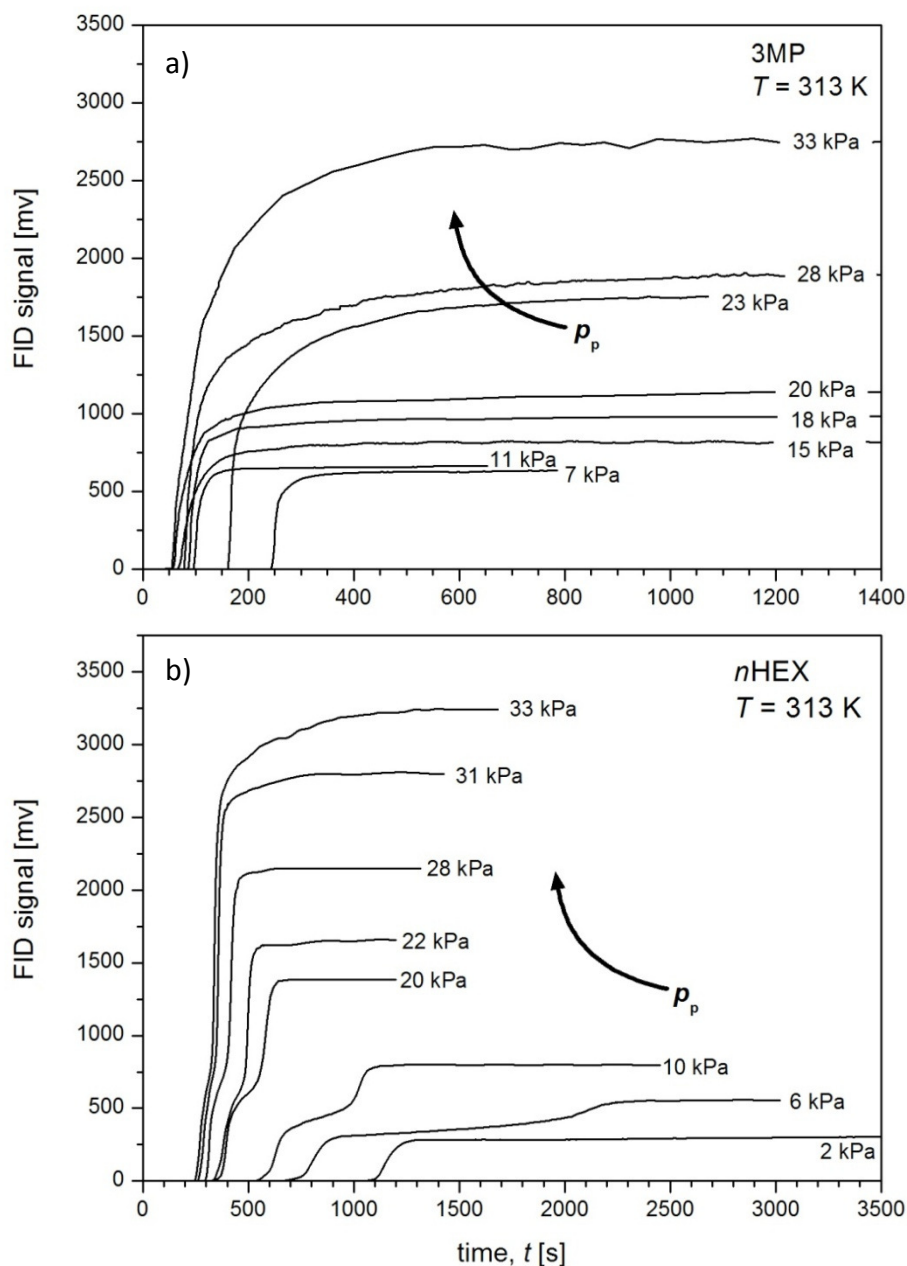 a)
3MP
T = 313 K
3500
3000
2500
2000
1500
1000
500
0
FID signal [mv]
33 kPa
28 kPa
23 kPa
20 kPa
18 kPa
15 kPa
11 kPa
7 kPa
pp
0 200 400 600 800 1000 1200 1400
b)
nHEX
T = 313 K
3500
3000
2500
2000
1500
1000
500
0
FID signal [mv]
33 kPa
31 kPa
28 kPa
22 kPa
20 kPa
10 kPa
6 kPa
2 kPa
pp
0 500 1000 1500 2000 2500 3000 3500
time, t [s]